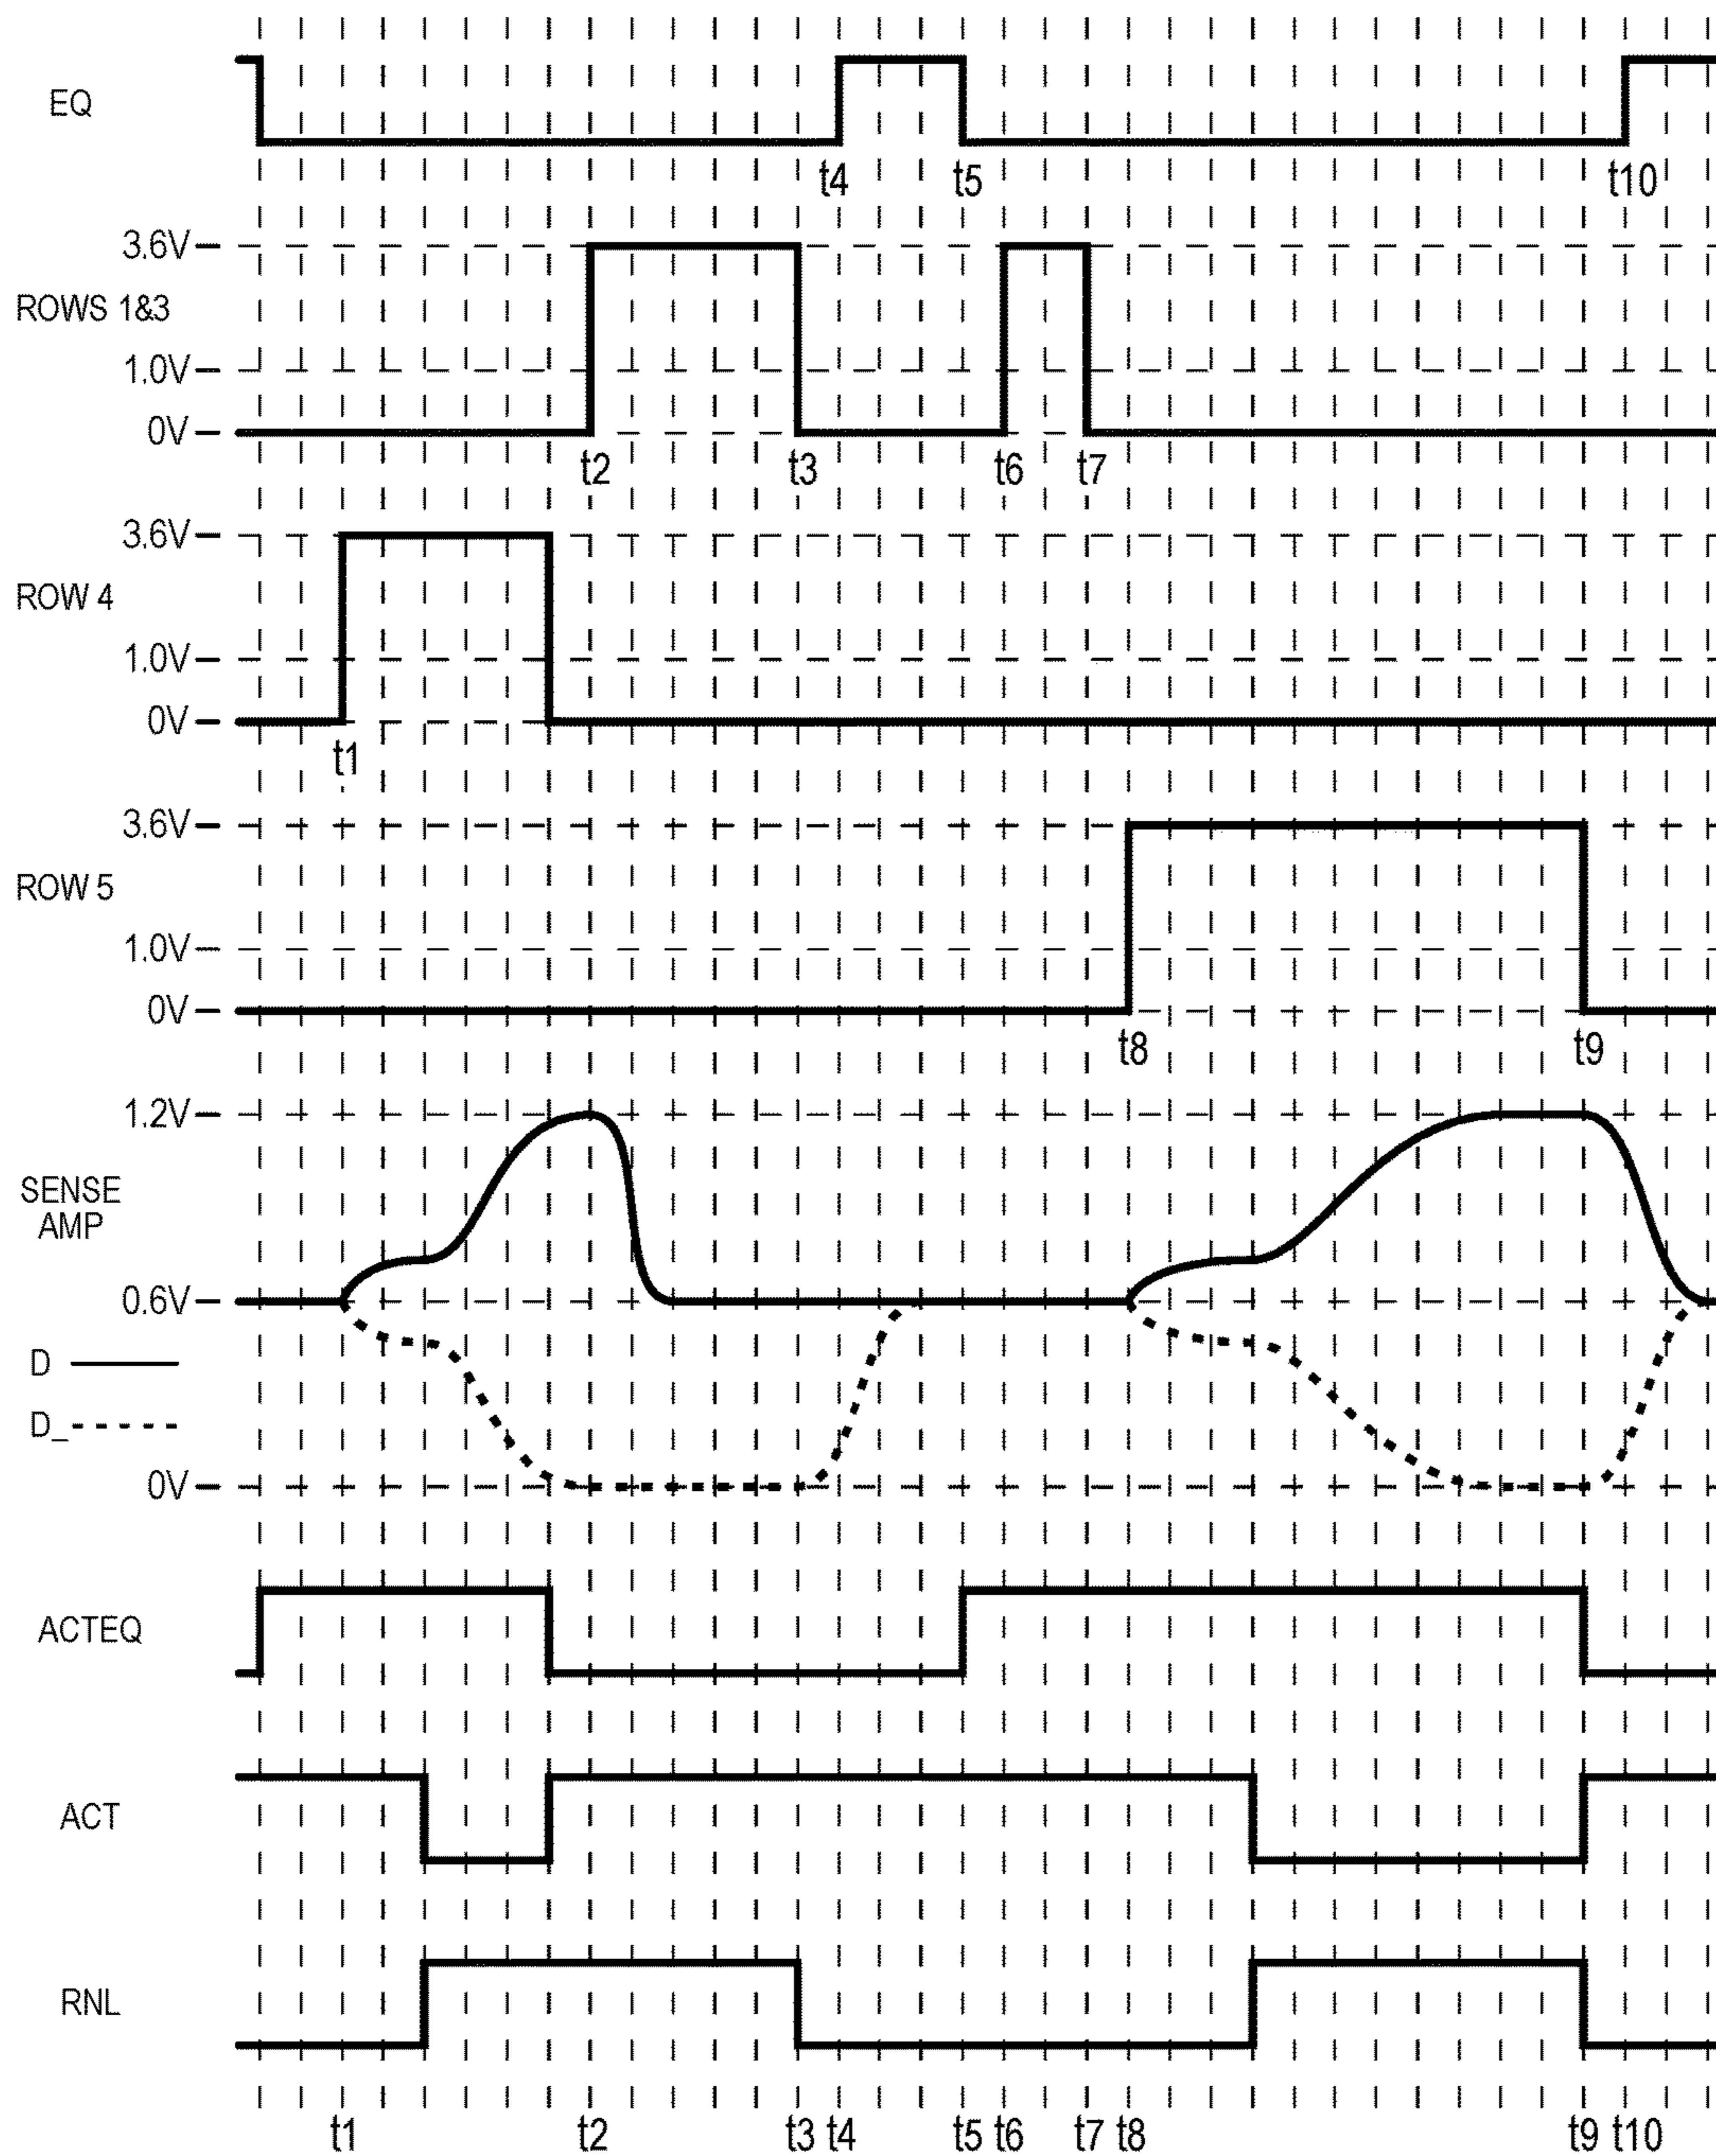 EQ
t4 t5 t10
3.6V
ROWS 1&3
1.0V
0V
t2 t3 t6 t7
3.6V
ROW 4
1.0V
0V
t1
3.6V
ROW 5
1.0V
0V
t8 t9
1.2V
SENSE
AMP
0.6V
D
D_
0V
ACTEQ
ACT
RNL
t1 t2 t3 t4 t5 t6 t7 t8 t9 t10